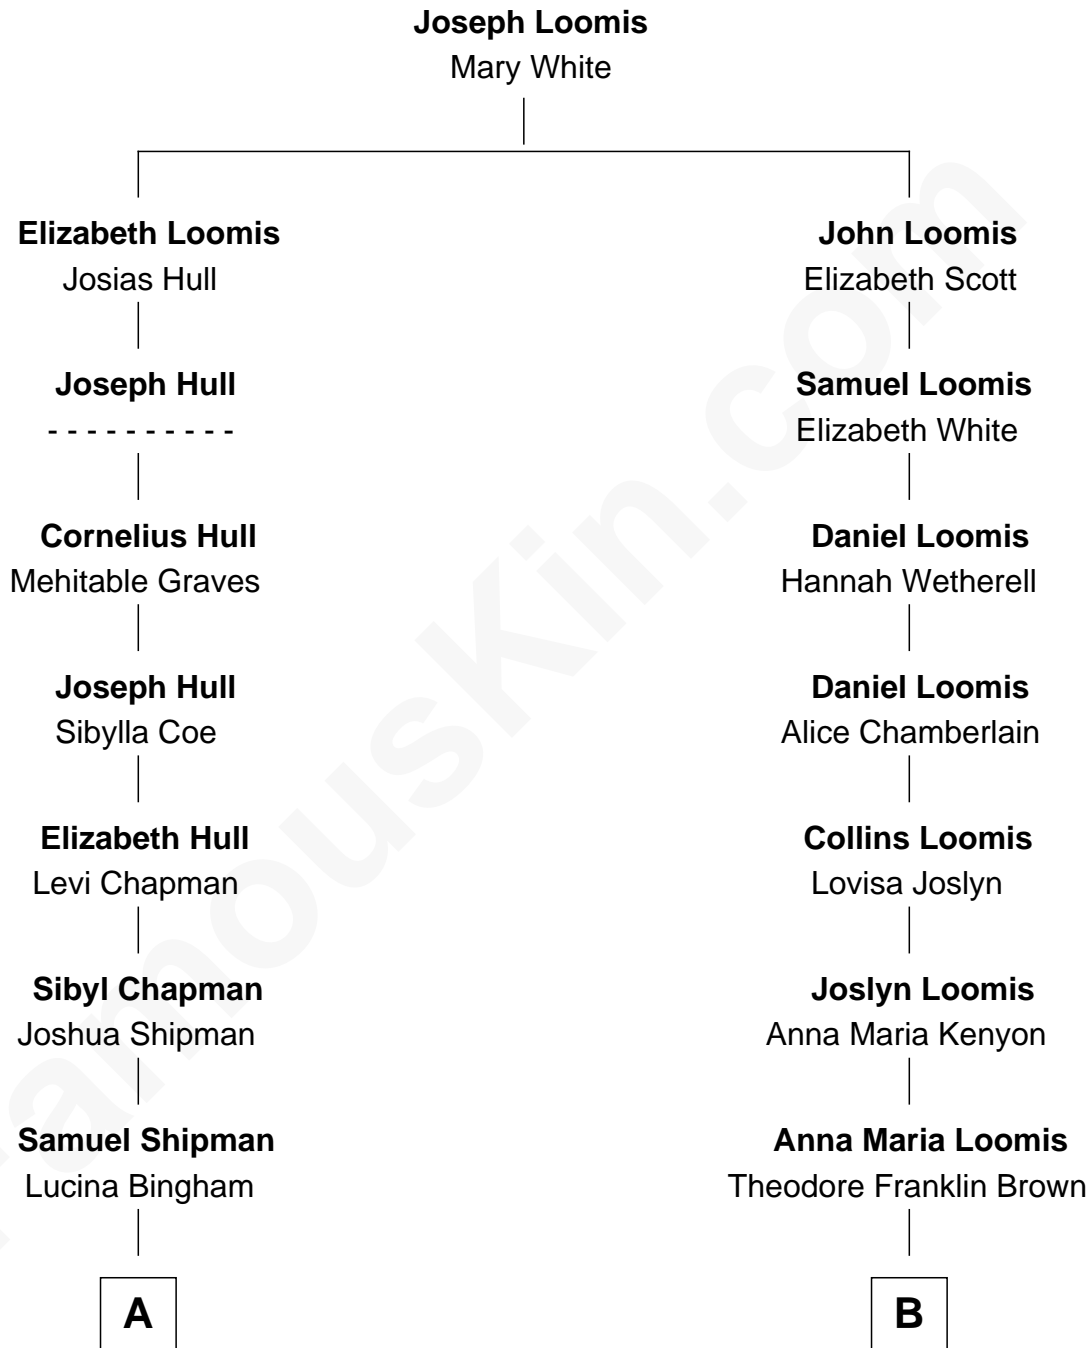 Joseph Loomis
Mary White
Elizabeth Loomis
Josias Hull
John Loomis
Elizabeth Scott
Joseph Hull
- - - - - - - - - -
Samuel Loomis
Elizabeth White
Cornelius Hull
Mehitable Graves
Daniel Loomis
Hannah Wetherell
Joseph Hull
Sibylla Coe
Daniel Loomis
Alice Chamberlain
Elizabeth Hull
Levi Chapman
Collins Loomis
Lovisa Joslyn
Sibyl Chapman
Joshua Shipman
Joslyn Loomis
Anna Maria Kenyon
Samuel Shipman
Lucina Bingham
Anna Maria Loomis
Theodore Franklin Brown
A
B
FamousKin.com